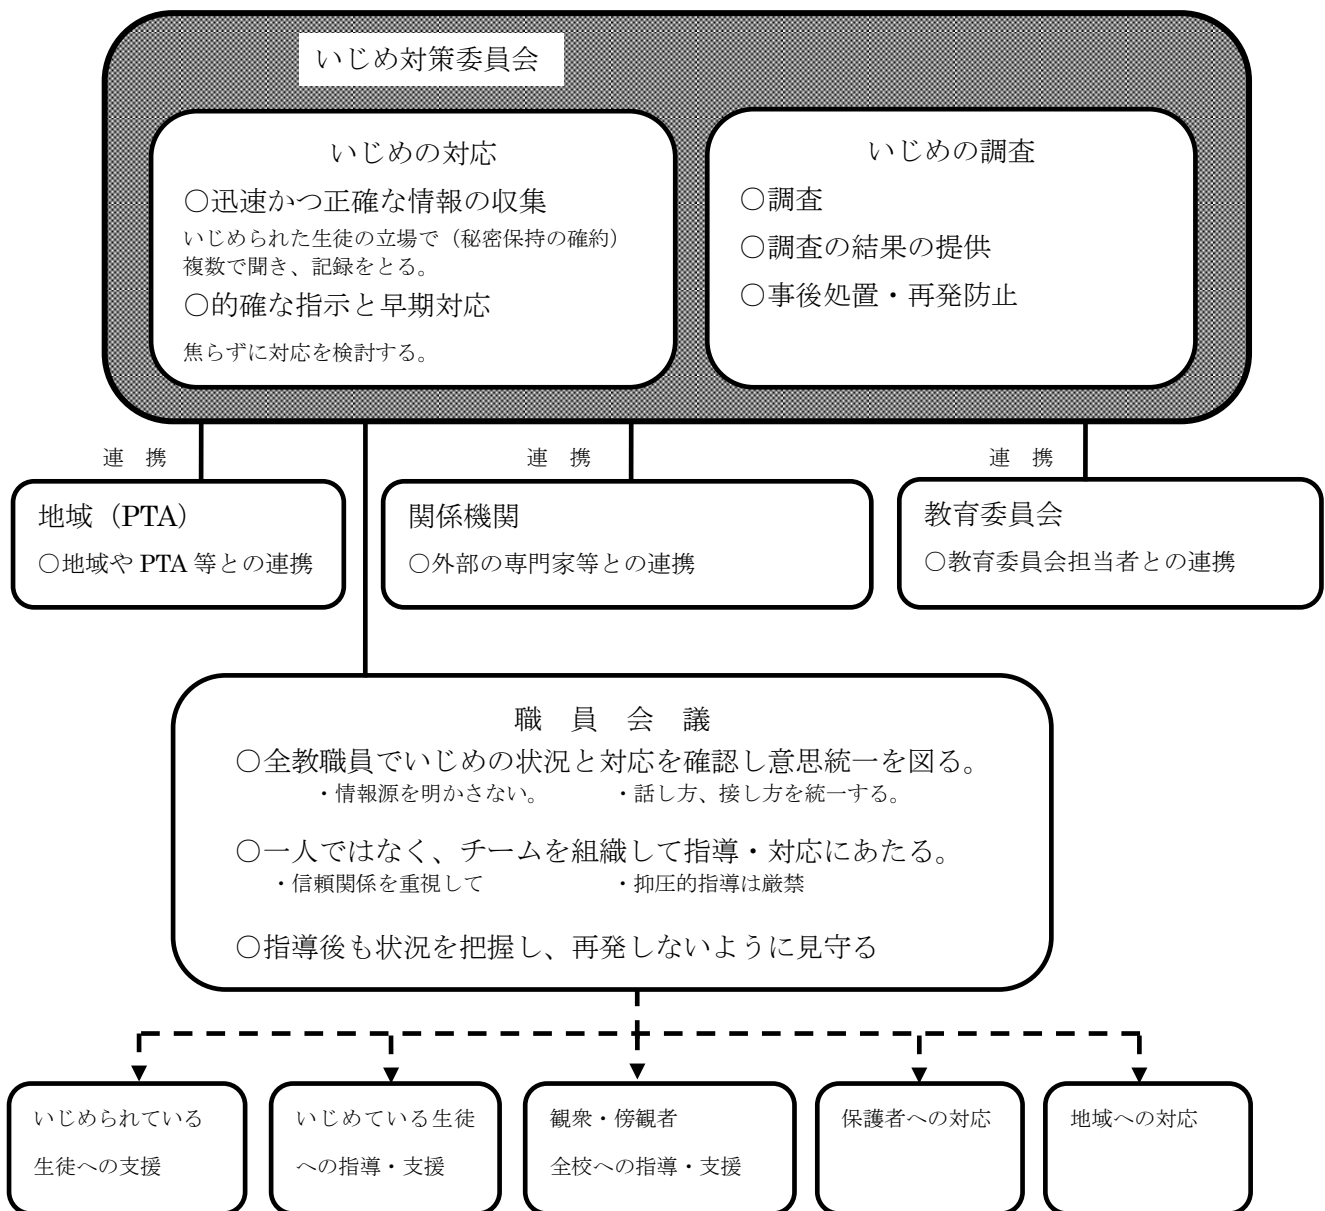 いじめ対策委員会
いじめの対応
○迅速かつ正確な情報の収集
いじめられた生徒の立場で（秘密保持の確約）
複数で聞き、記録をとる。
○的確な指示と早期対応
焦らずに対応を検討する。
いじめの調査
○調査
○調査の結果の提供
○事後処置・再発防止
連 携
連 携
連 携
地域（PTA）
○地域や PTA 等との連携
関係機関
○外部の専門家等との連携
教育委員会
○教育委員会担当者との連携
職 員 会 議
○全教職員でいじめの状況と対応を確認し意思統一を図る。
・情報源を明かさない。 ・話し方、接し方を統一する。
○一人ではなく、チームを組織して指導・対応にあたる。
・信頼関係を重視して ・抑圧的指導は厳禁
○指導後も状況を把握し、再発しないように見守る
いじめられている
生徒への支援
いじめている生徒
への指導・支援
観衆・傍観者
全校への指導・支援
保護者への対応
地域への対応